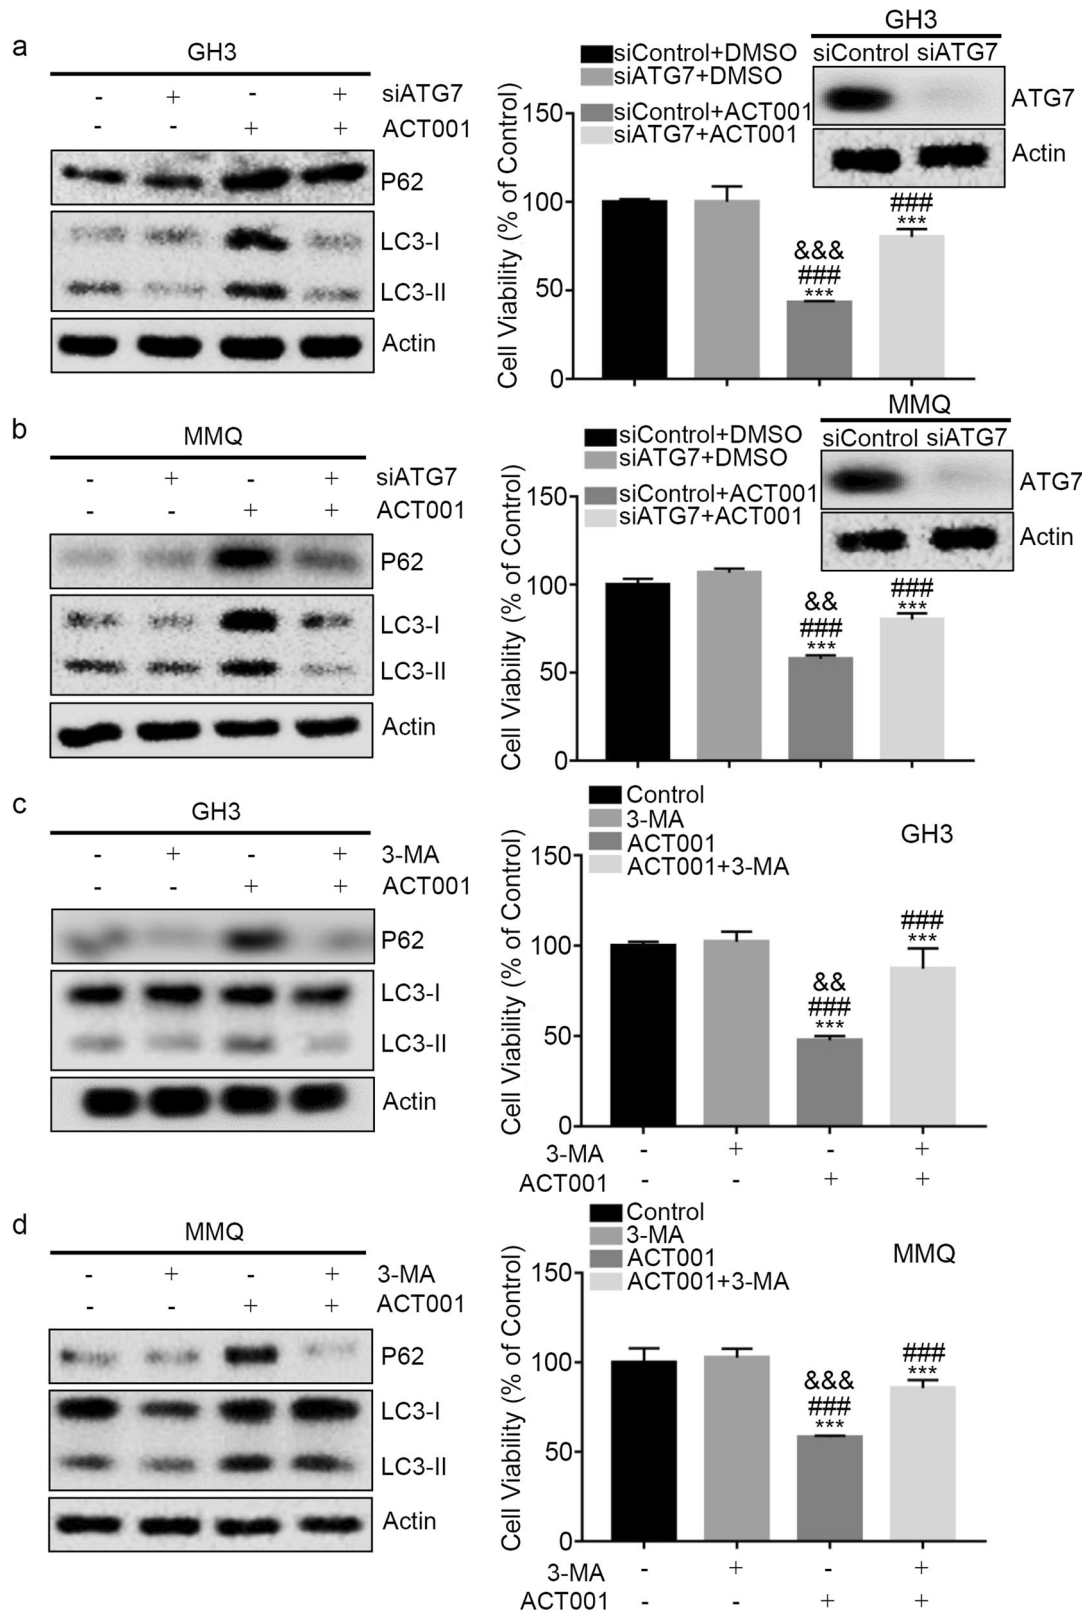 a
GH3
- + - + siATG7
- - + + ACT001
P62
LC3-I
LC3-II
Actin
siControl+DMSO
siATG7+DMSO
siControl+ACT001
siATG7+ACT001
GH3
siControl siATG7
ATG7
Actin
Cell Viability (% of Control)
150
100
50
0
&&&
###
***
###
***
b
MMQ
- + - + siATG7
- - + + ACT001
P62
LC3-I
LC3-II
Actin
siControl+DMSO
siATG7+DMSO
siControl+ACT001
siATG7+ACT001
MMQ
siControl siATG7
ATG7
Actin
Cell Viability (% of Control)
150
100
50
0
&&
###
***
###
***
c
GH3
- + - + 3-MA
- - + + ACT001
P62
LC3-I
LC3-II
Actin
Control
3-MA
ACT001
ACT001+3-MA
GH3
Cell Viability (% of Control)
150
100
50
0
&&
###
***
###
***
3-MA - + - +
ACT001 - - + +
d
MMQ
- + - + 3-MA
- - + + ACT001
P62
LC3-I
LC3-II
Actin
Control
3-MA
ACT001
ACT001+3-MA
MMQ
Cell Viability (% of Control)
150
100
50
0
&&&
###
***
###
***
3-MA - + - +
ACT001 - - + +